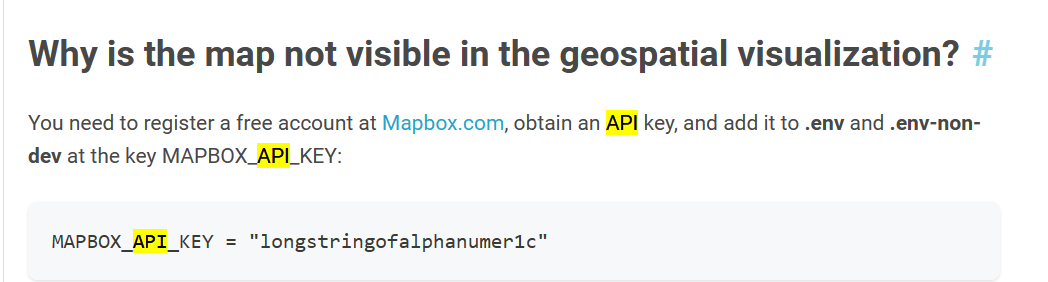 Why is the map not visible in the geospatial visualization? #
You need to register a free account at Mapbox.com, obtain an API key, and add it to .env and .env-non-
dev at the key MAPBOX_API_KEY:
MAPBOX_API_KEY = "longstringofalphanumer1c"